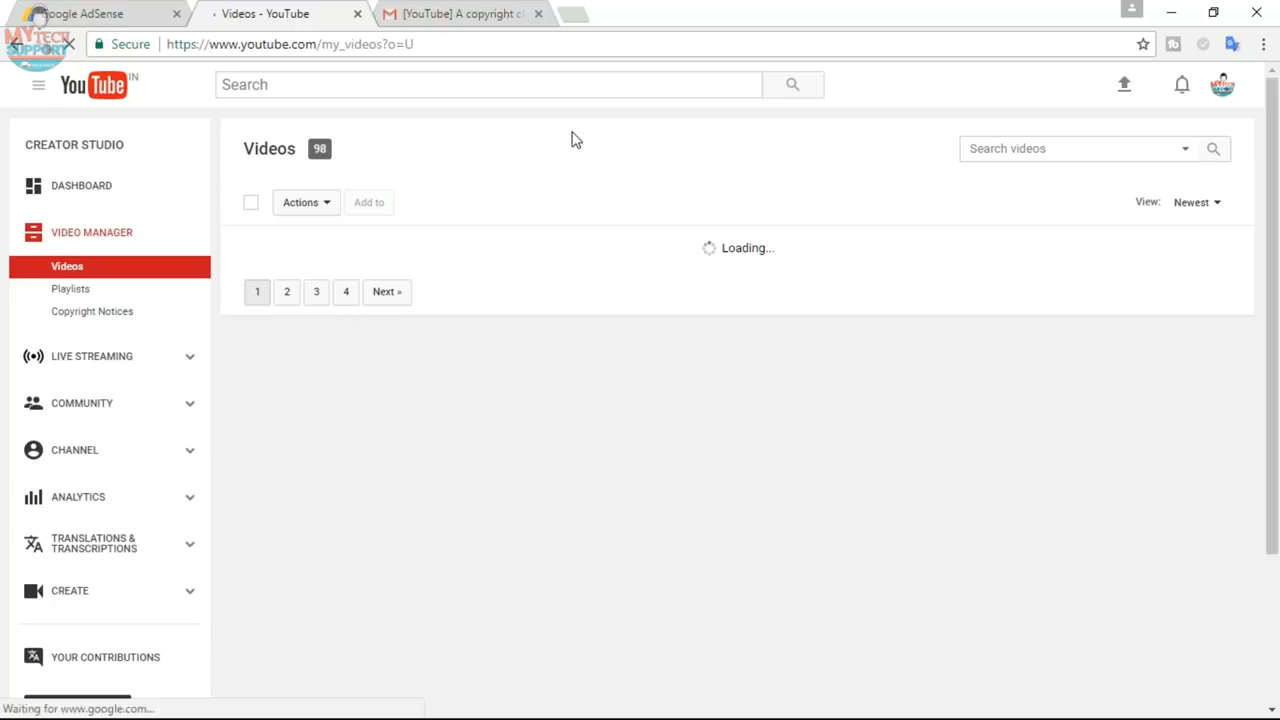 Google AdSense
Videos - YouTube
[YouTube] A copyright c
MYTECH
SUPPORT
Secure
https://www.youtube.com/my_videos?o=U
YouTube IN
Search
CREATOR STUDIO
Videos 98
Search videos
DASHBOARD
Actions
Add to
View:
Newest
VIDEO MANAGER
Loading...
Videos
Playlists
1
2
3
4
Next »
Copyright Notices
LIVE STREAMING
COMMUNITY
CHANNEL
ANALYTICS
TRANSLATIONS &
TRANSCRIPTIONS
CREATE
YOUR CONTRIBUTIONS
Waiting for www.google.com...